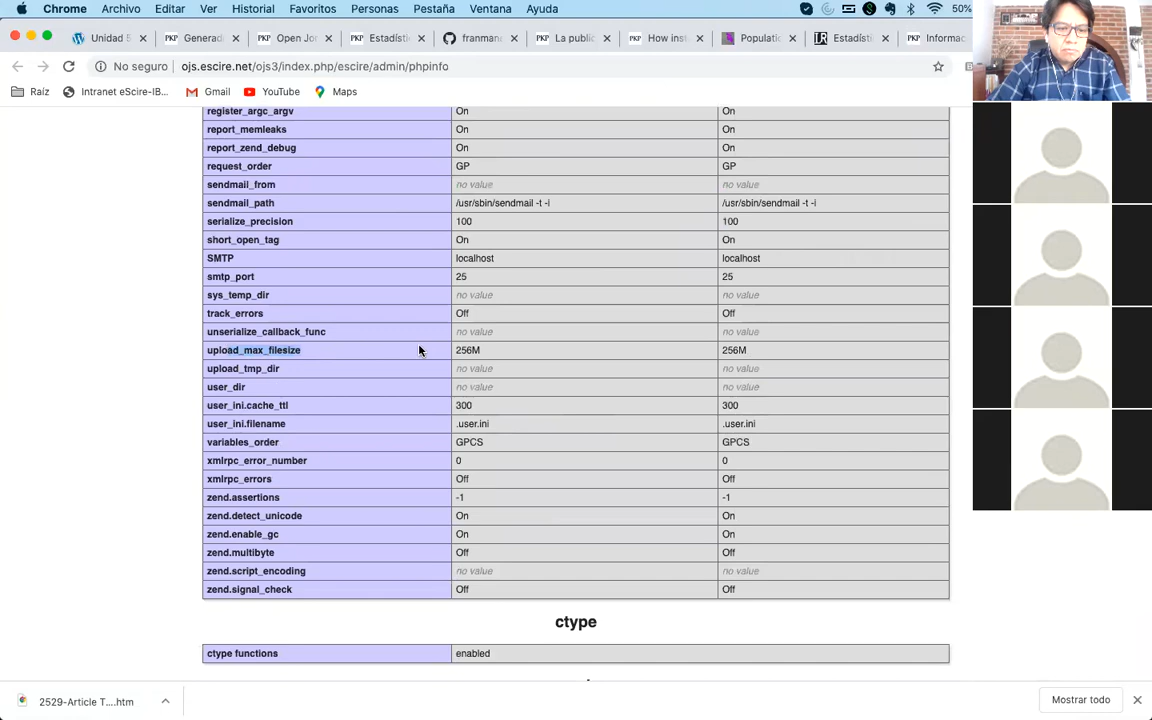 Chrome Archivo Editar Ver Historial Favoritos Personas Pestaña Ventana Ayuda 50%
Unidad 5 Generad Open Jo Estad franman La public How inst Populati Estadíst Informac
No seguro ojs.escire.net/ojs3/index.php/escire/admin/phpinfo
Raíz Intranet eScire-IB... Gmail YouTube Maps
register_argc_argv On On
report_memleaks On On
report_zend_debug On On
request_order GP GP
sendmail_from no value no value
sendmail_path /usr/sbin/sendmail -t -i /usr/sbin/sendmail -t -i
serialize_precision 100 100
short_open_tag On On
SMTP localhost localhost
smtp_port 25 25
sys_temp_dir no value no value
track_errors Off Off
unserialize_callback_func no value no value
upload_max_filesize 256M 256M
upload_tmp_dir no value no value
user_dir no value no value
user_ini.cache_ttl 300 300
user_ini.filename .user.ini .user.ini
variables_order GPCS GPCS
xmlrpc_error_number 0 0
xmlrpc_errors Off Off
zend.assertions -1 -1
zend.detect_unicode On On
zend.enable_gc On On
zend.multibyte Off Off
zend.script_encoding no value no value
zend.signal_check Off Off
ctype
ctype functions enabled
2529-Article T....htm Mostrar todo